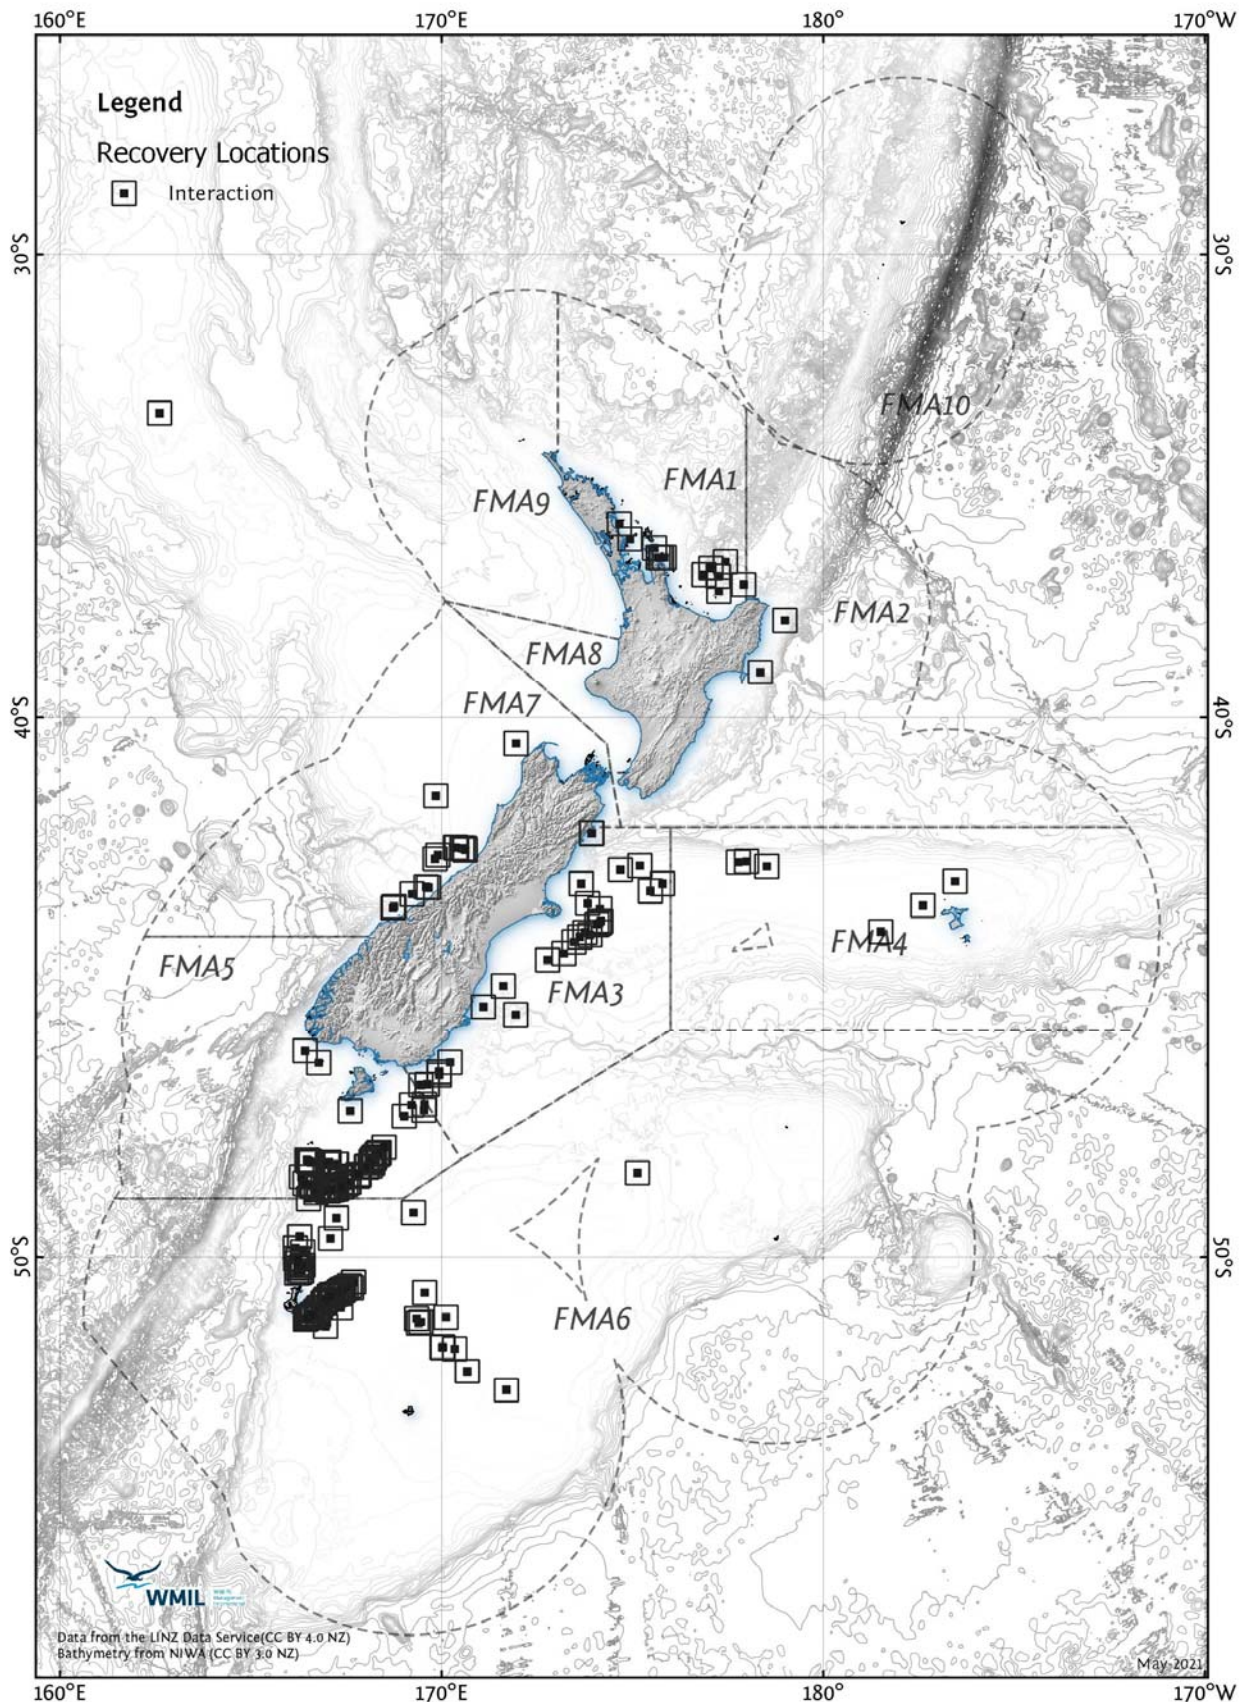 160°E 170°E 180° 170°W
Legend
Recovery Locations
Interaction
30°S 30°S
FMA10
FMA1
FMA9
FMA2
FMA8
FMA7
40°S 40°S
FMA4
FMA5
FMA3
50°S 50°S
FMA6
WMIL
Data from the LINZ Data Service(CC BY 4.0 NZ)
Bathymetry from NIWA (CC BY 3.0 NZ)
May 2021
160°E 170°E 180° 170°W